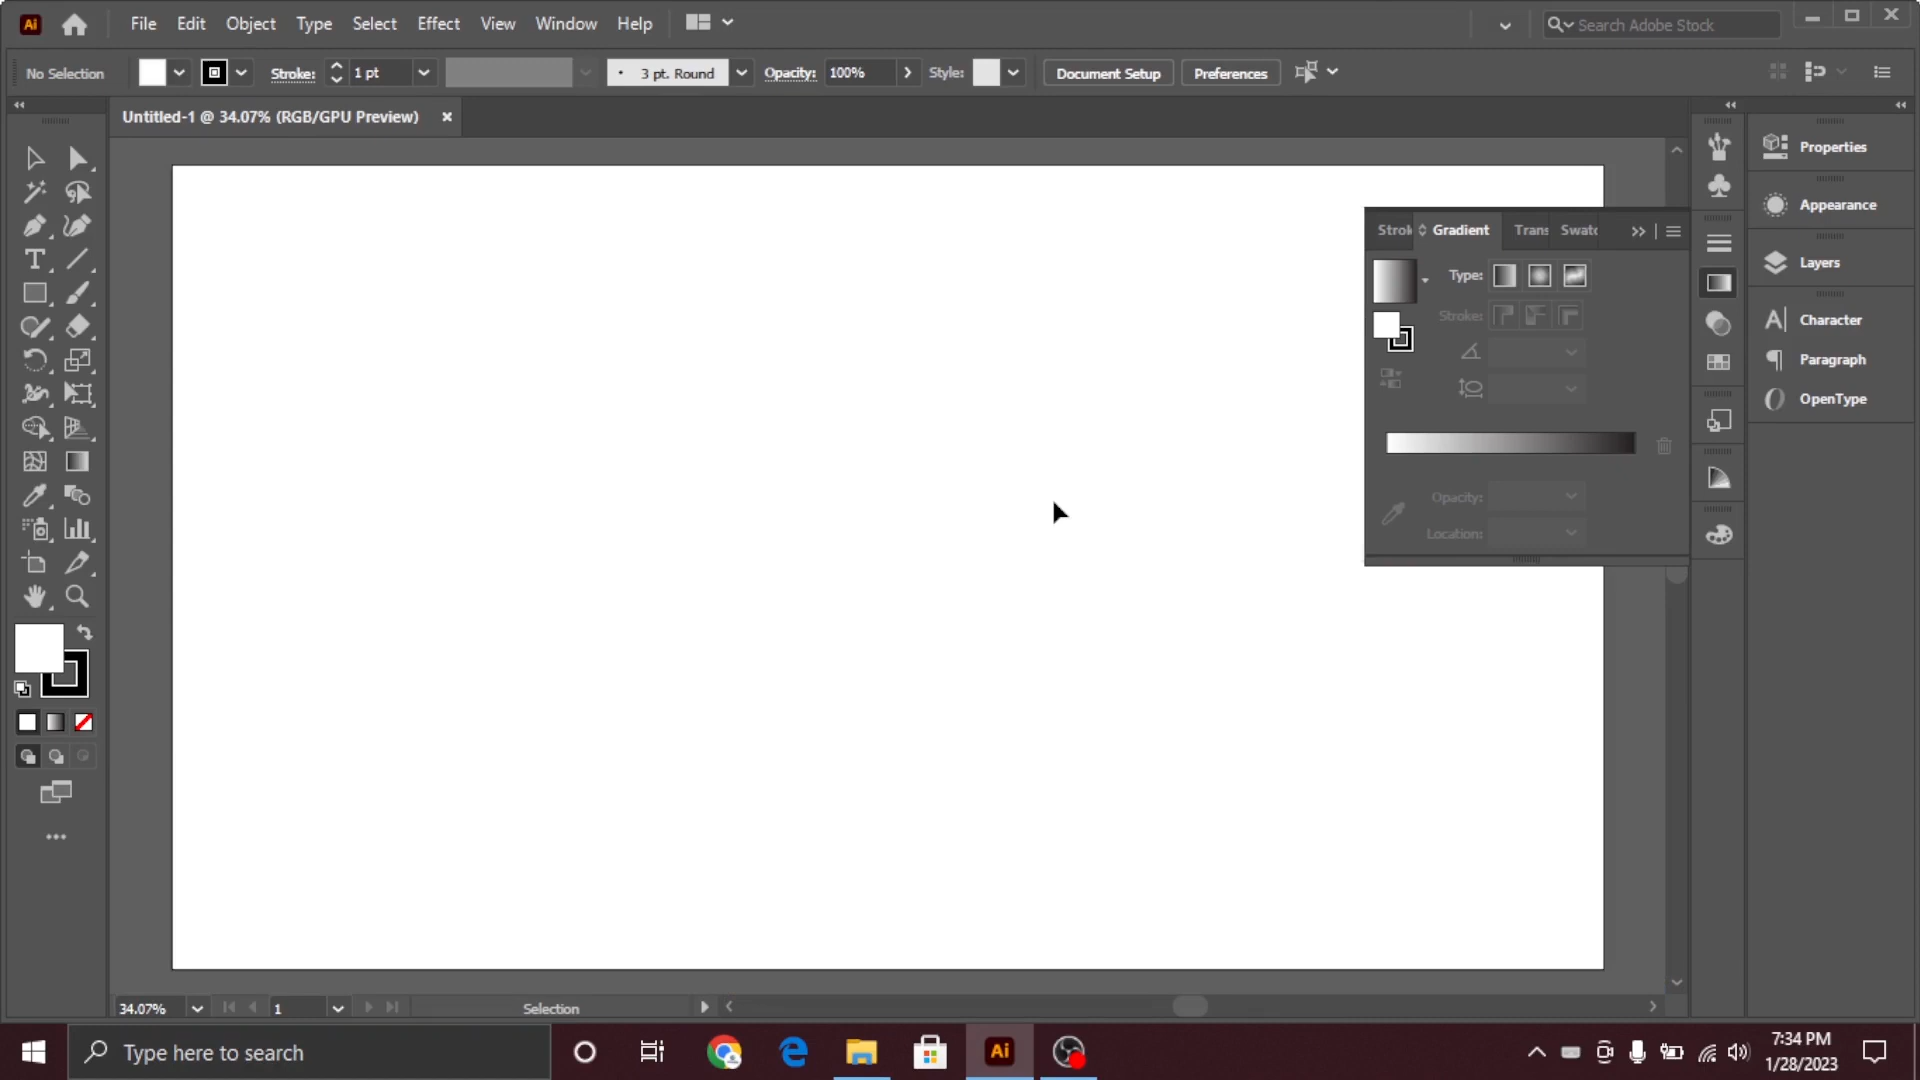 Ai File Edit Object Type Select Effect View Window Help Search Adobe Stock
No Selection Stroke: 1 pt 3 pt. Round Opacity: 100% Style: Document Setup Preferences
Untitled-1 @ 34.07% (RGB/GPU Preview)
Properties
Appearance
Layers
Character
Paragraph
OpenType
Strok Gradient Trans Swatc
Type:
Stroke:
Opacity:
Location:
34.07% 1 Selection
Type here to search
Ai
7:34 PM
1/28/2023